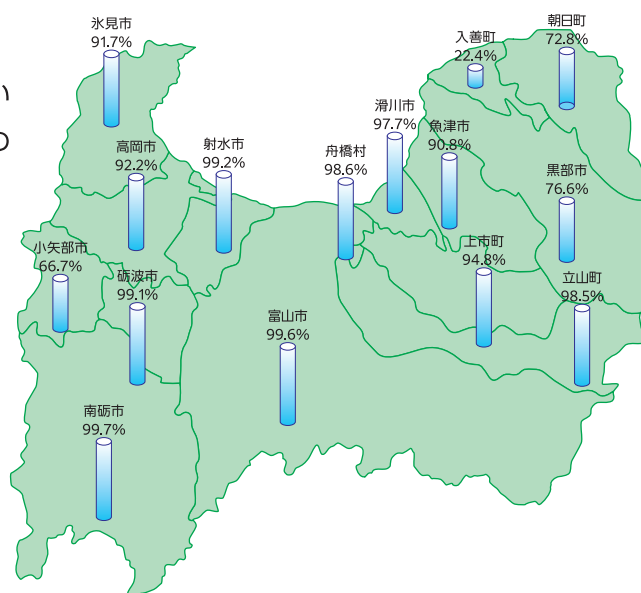 氷見市
91.7%
朝日町
72.8%
入善町
22.4%
い
滑川市
97.7%
魚津市
90.8%
の
高岡市
92.2%
射水市
99.2%
舟橋村
98.6%
黒部市
76.6%
小矢部市
66.7%
上市町
94.8%
砺波市
99.1%
立山町
98.5%
富山市
99.6%
南砺市
99.7%